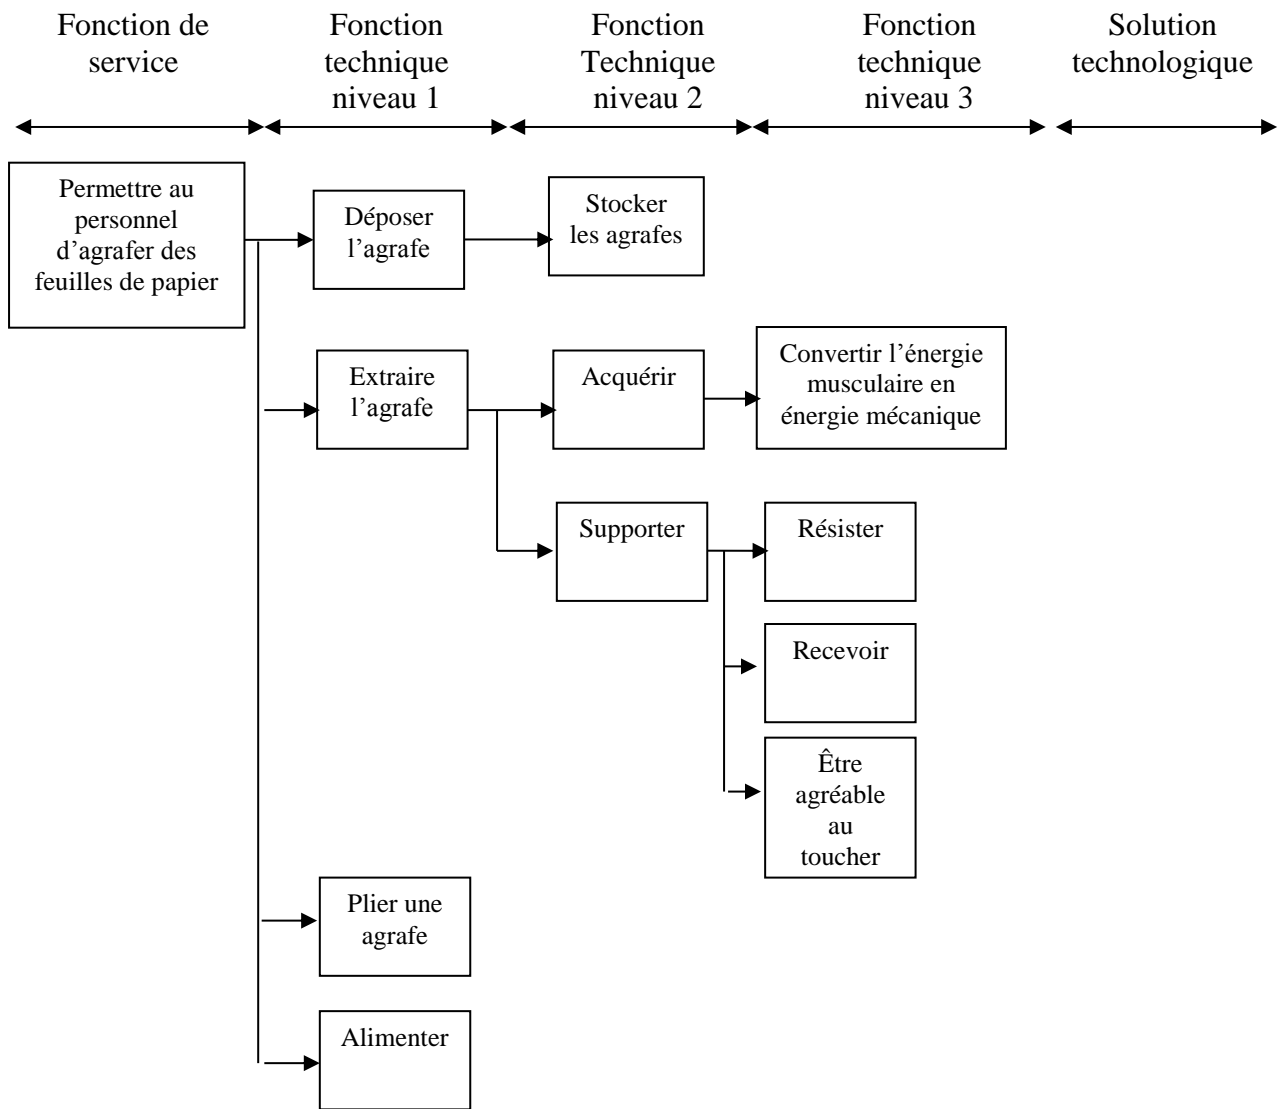 Fonction de
service
Fonction
technique
niveau 1
Fonction
Technique
niveau 2
Fonction
technique
niveau 3
Solution
technologique
Permettre au
personnel
d’agrafer des
feuilles de papier
Déposer
l’agrafe
Stocker
les agrafes
Extraire
l’agrafe
Acquérir
Convertir l’énergie
musculaire en
énergie mécanique
Supporter
Résister
Recevoir
Être
agréable
au
toucher
Plier une
agrafe
Alimenter